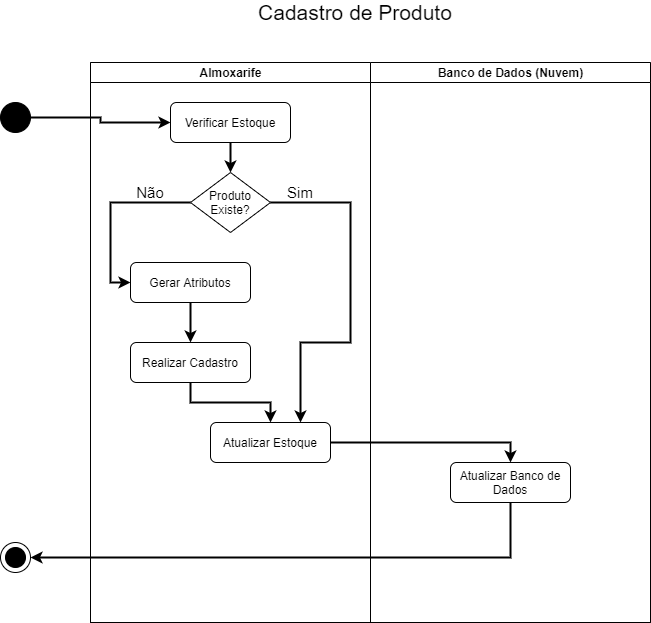 Cadastro de Produto
Almoxarife
Banco de Dados (Nuvem)
Verificar Estoque
Não
Produto
Existe?
Sim
Gerar Atributos
Realizar Cadastro
Atualizar Estoque
Atualizar Banco de
Dados